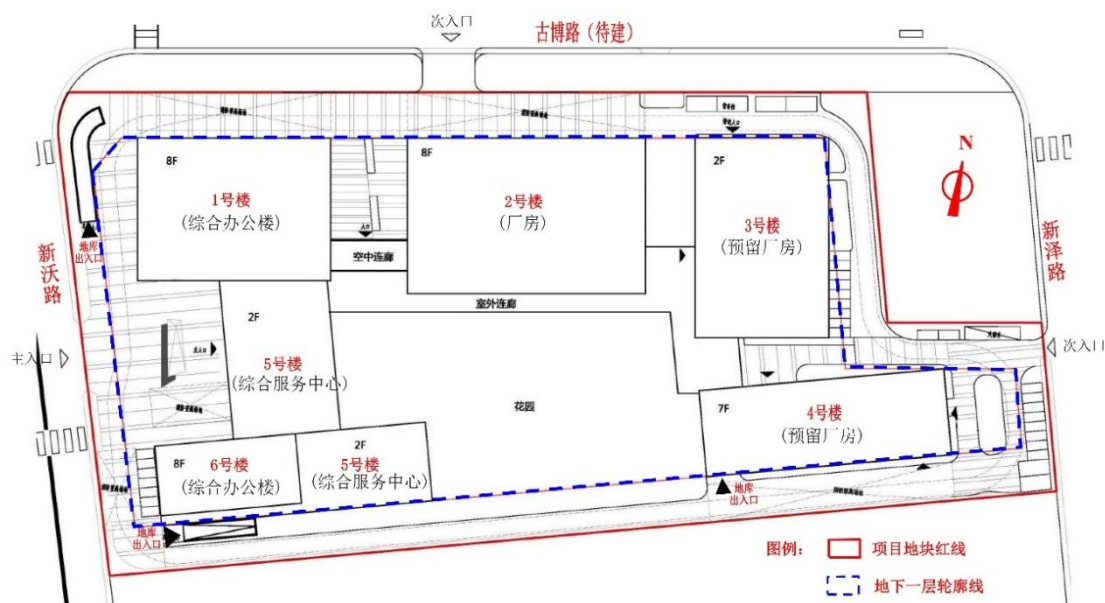 次入口
古博路（待建）
N
8F
1号楼
(综合办公楼)
8F
2号楼
(厂房)
2F
3号楼
(预留厂房)
地库
出入口
新沃路
新泽路
入口
空中连廊
室外连廊
主入口
次入口
2F
主入口
5号楼
(综合服务中心)
花园
7F
4号楼
(预留厂房)
8F
6号楼
(综合办公楼)
2F
5号楼
(综合服务中心)
地库
出入口
地库
出入口
图例：
项目地块红线
地下一层轮廓线